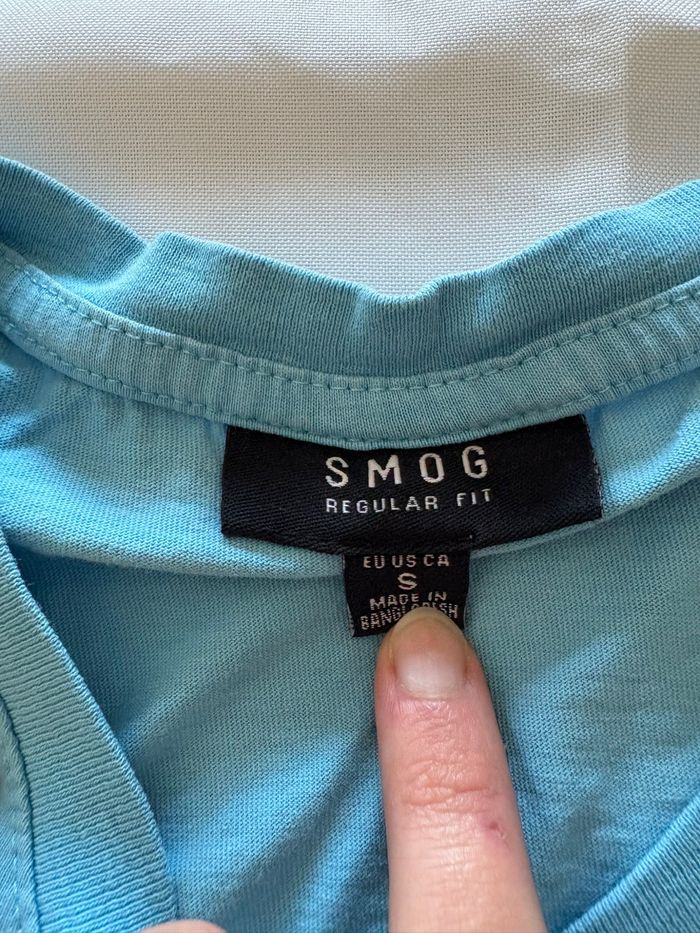 SMOG
REGULAR FIT
EU US CA
S
MADE IN
BANGLADESH